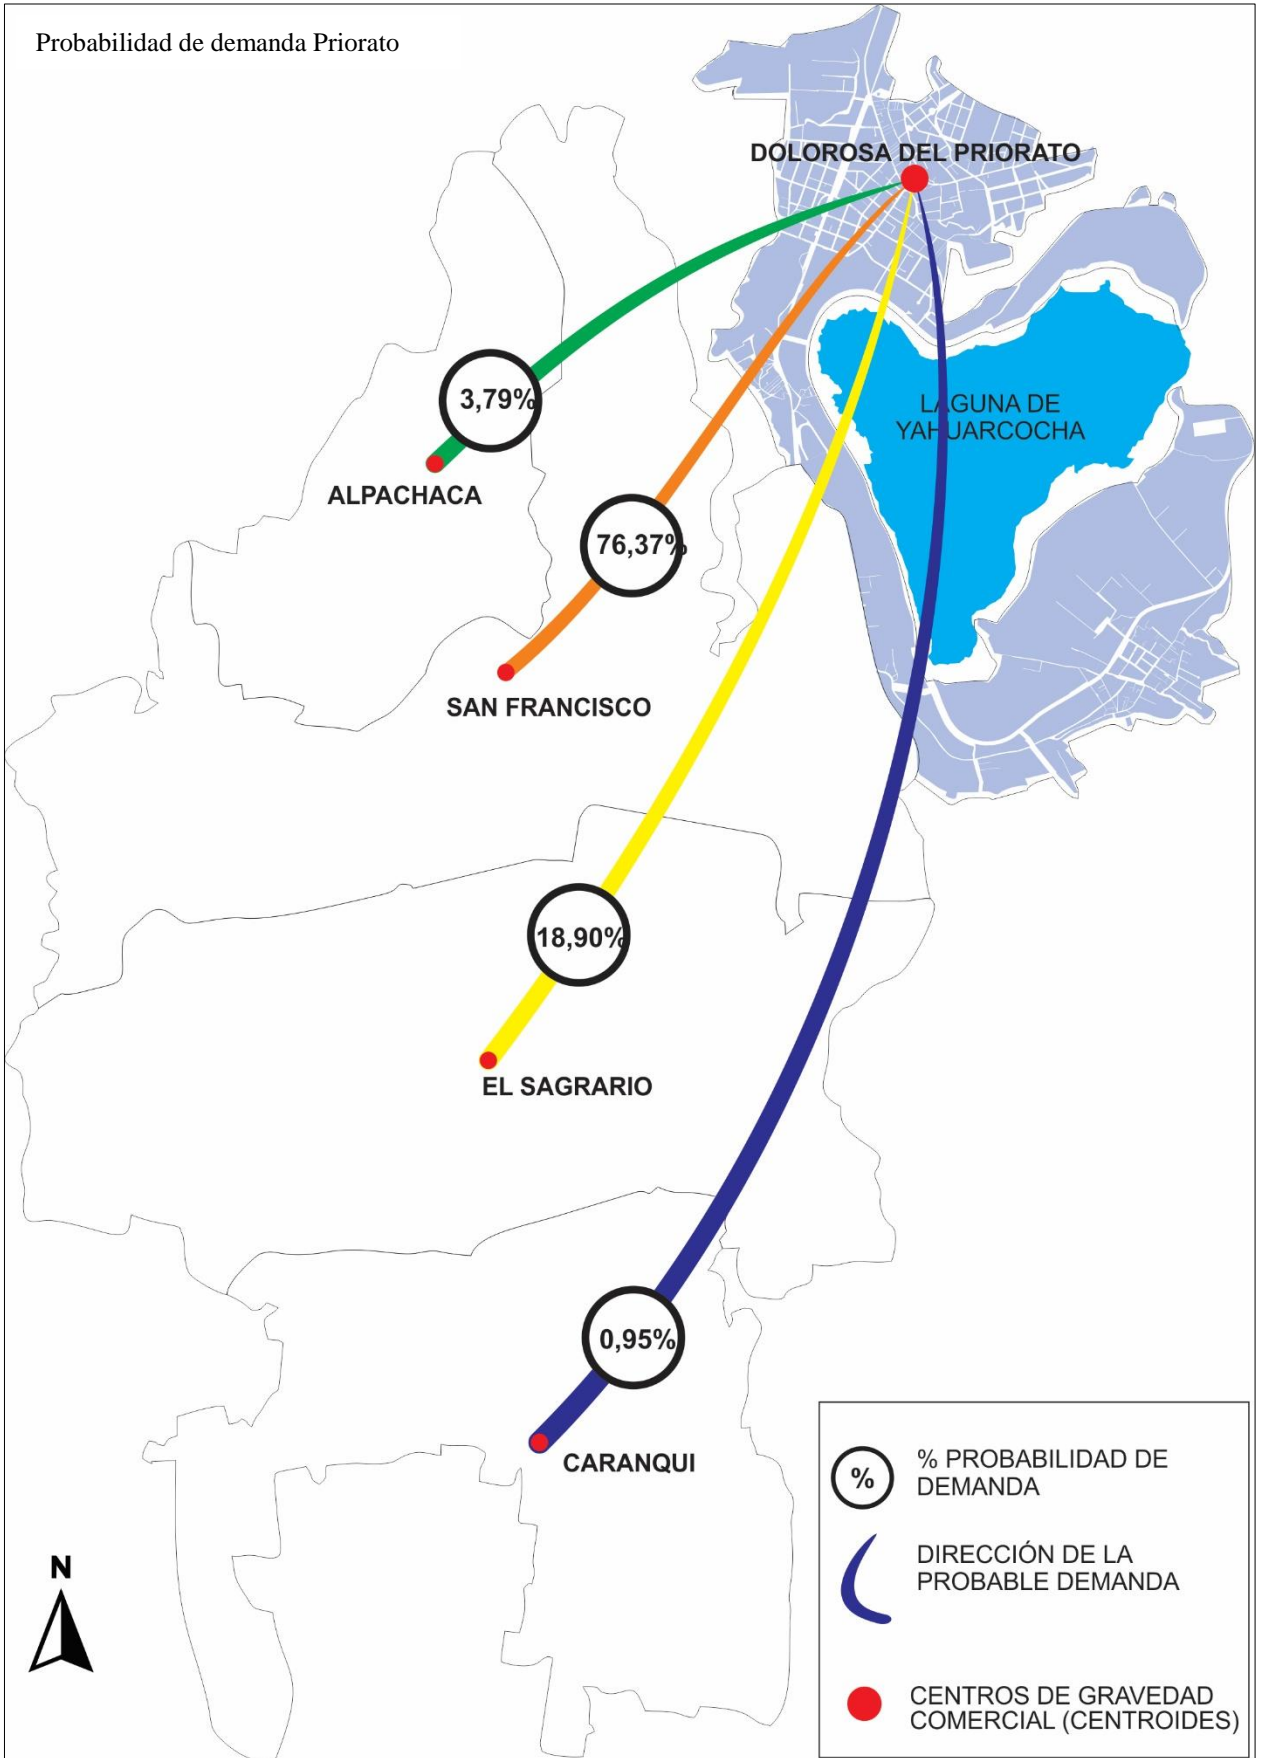 Probabilidad de demanda Priorato
DOLOROSA DEL PRIORATO
3,79%
LAGUNA DE
YAHUARCOCHA
ALPACHACA
76,37%
SAN FRANCISCO
18,90%
EL SAGRARIO
0,95%
CARANQUI
N
%
% PROBABILIDAD DE
DEMANDA
DIRECCIÓN DE LA
PROBABLE DEMANDA
CENTROS DE GRAVEDAD
COMERCIAL (CENTROIDES)